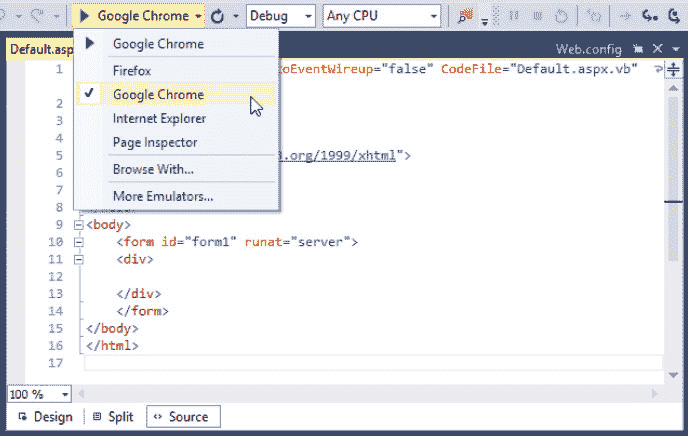 Google Chrome Debug Any CPU
Default.asp Web.config
Google Chrome
Firefox
Google Chrome
Internet Explorer
Page Inspector
Browse With...
More Emulators...
1 toEventWireup="false" CodeFile="Default.aspx.vb"
2
3
4
5 .org/1999/xhtml">
6
7
8
9 <body>
10 <form id="form1" runat="server">
11 <div>
12
13 </div>
14 </form>
15 </body>
16 </html>
17
100 %
Design Split Source